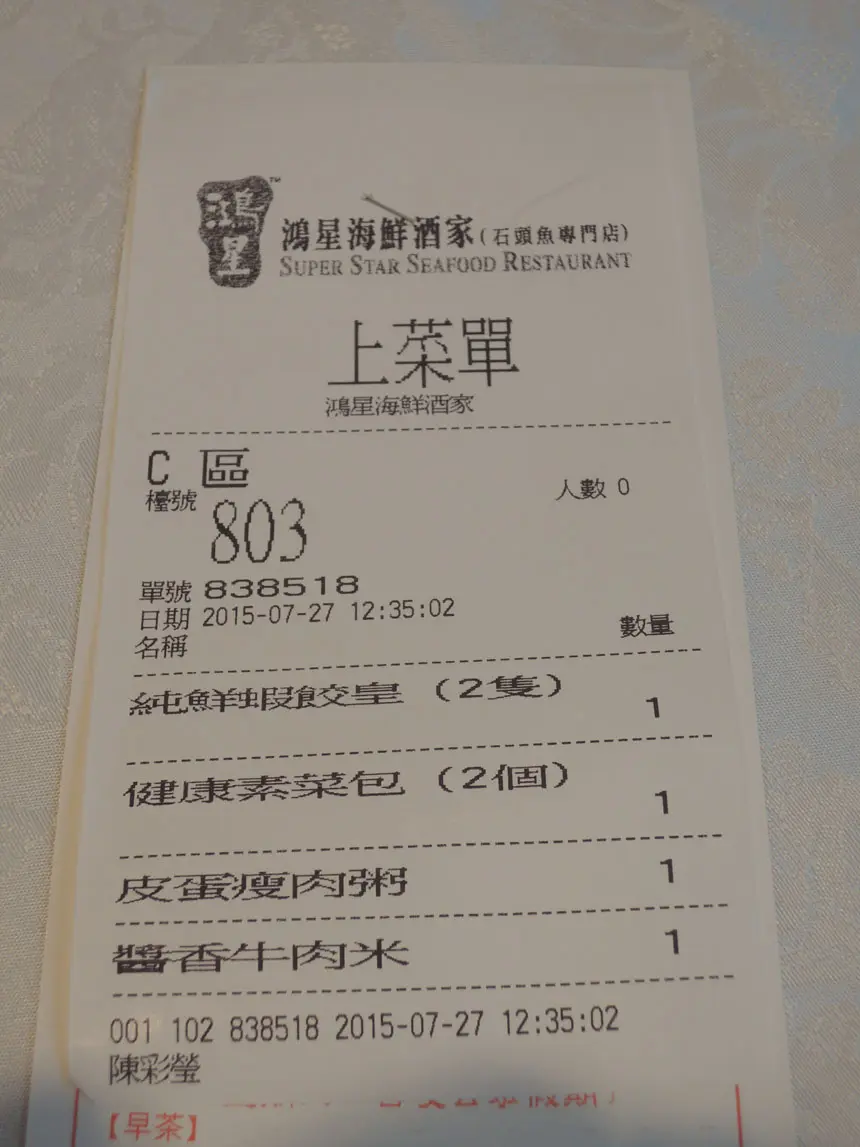 鴻星 TM
鴻星海鮮酒家(石頭魚專門店)
SUPER STAR SEAFOOD RESTAURANT
上菜單
鴻星海鮮酒家
C 區
檯號 803 人數 0
單號 838518
日期 2015-07-27 12:35:02
名稱 數量
純鮮蝦餃皇 (2隻) 1
健康素菜包 (2個) 1
皮蛋瘦肉粥 1
醬香牛肉米 1
001 102 838518 2015-07-27 12:35:02
陳彩瑩
【早茶】